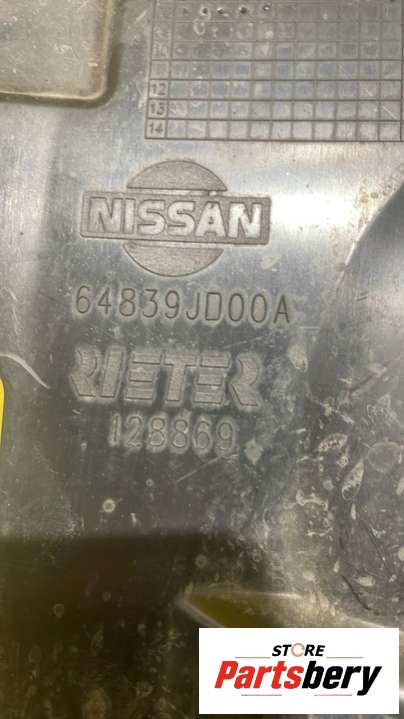 12
13
14
NISSAN
64839JD00A
RIETER
128869
STORE
Partsbery